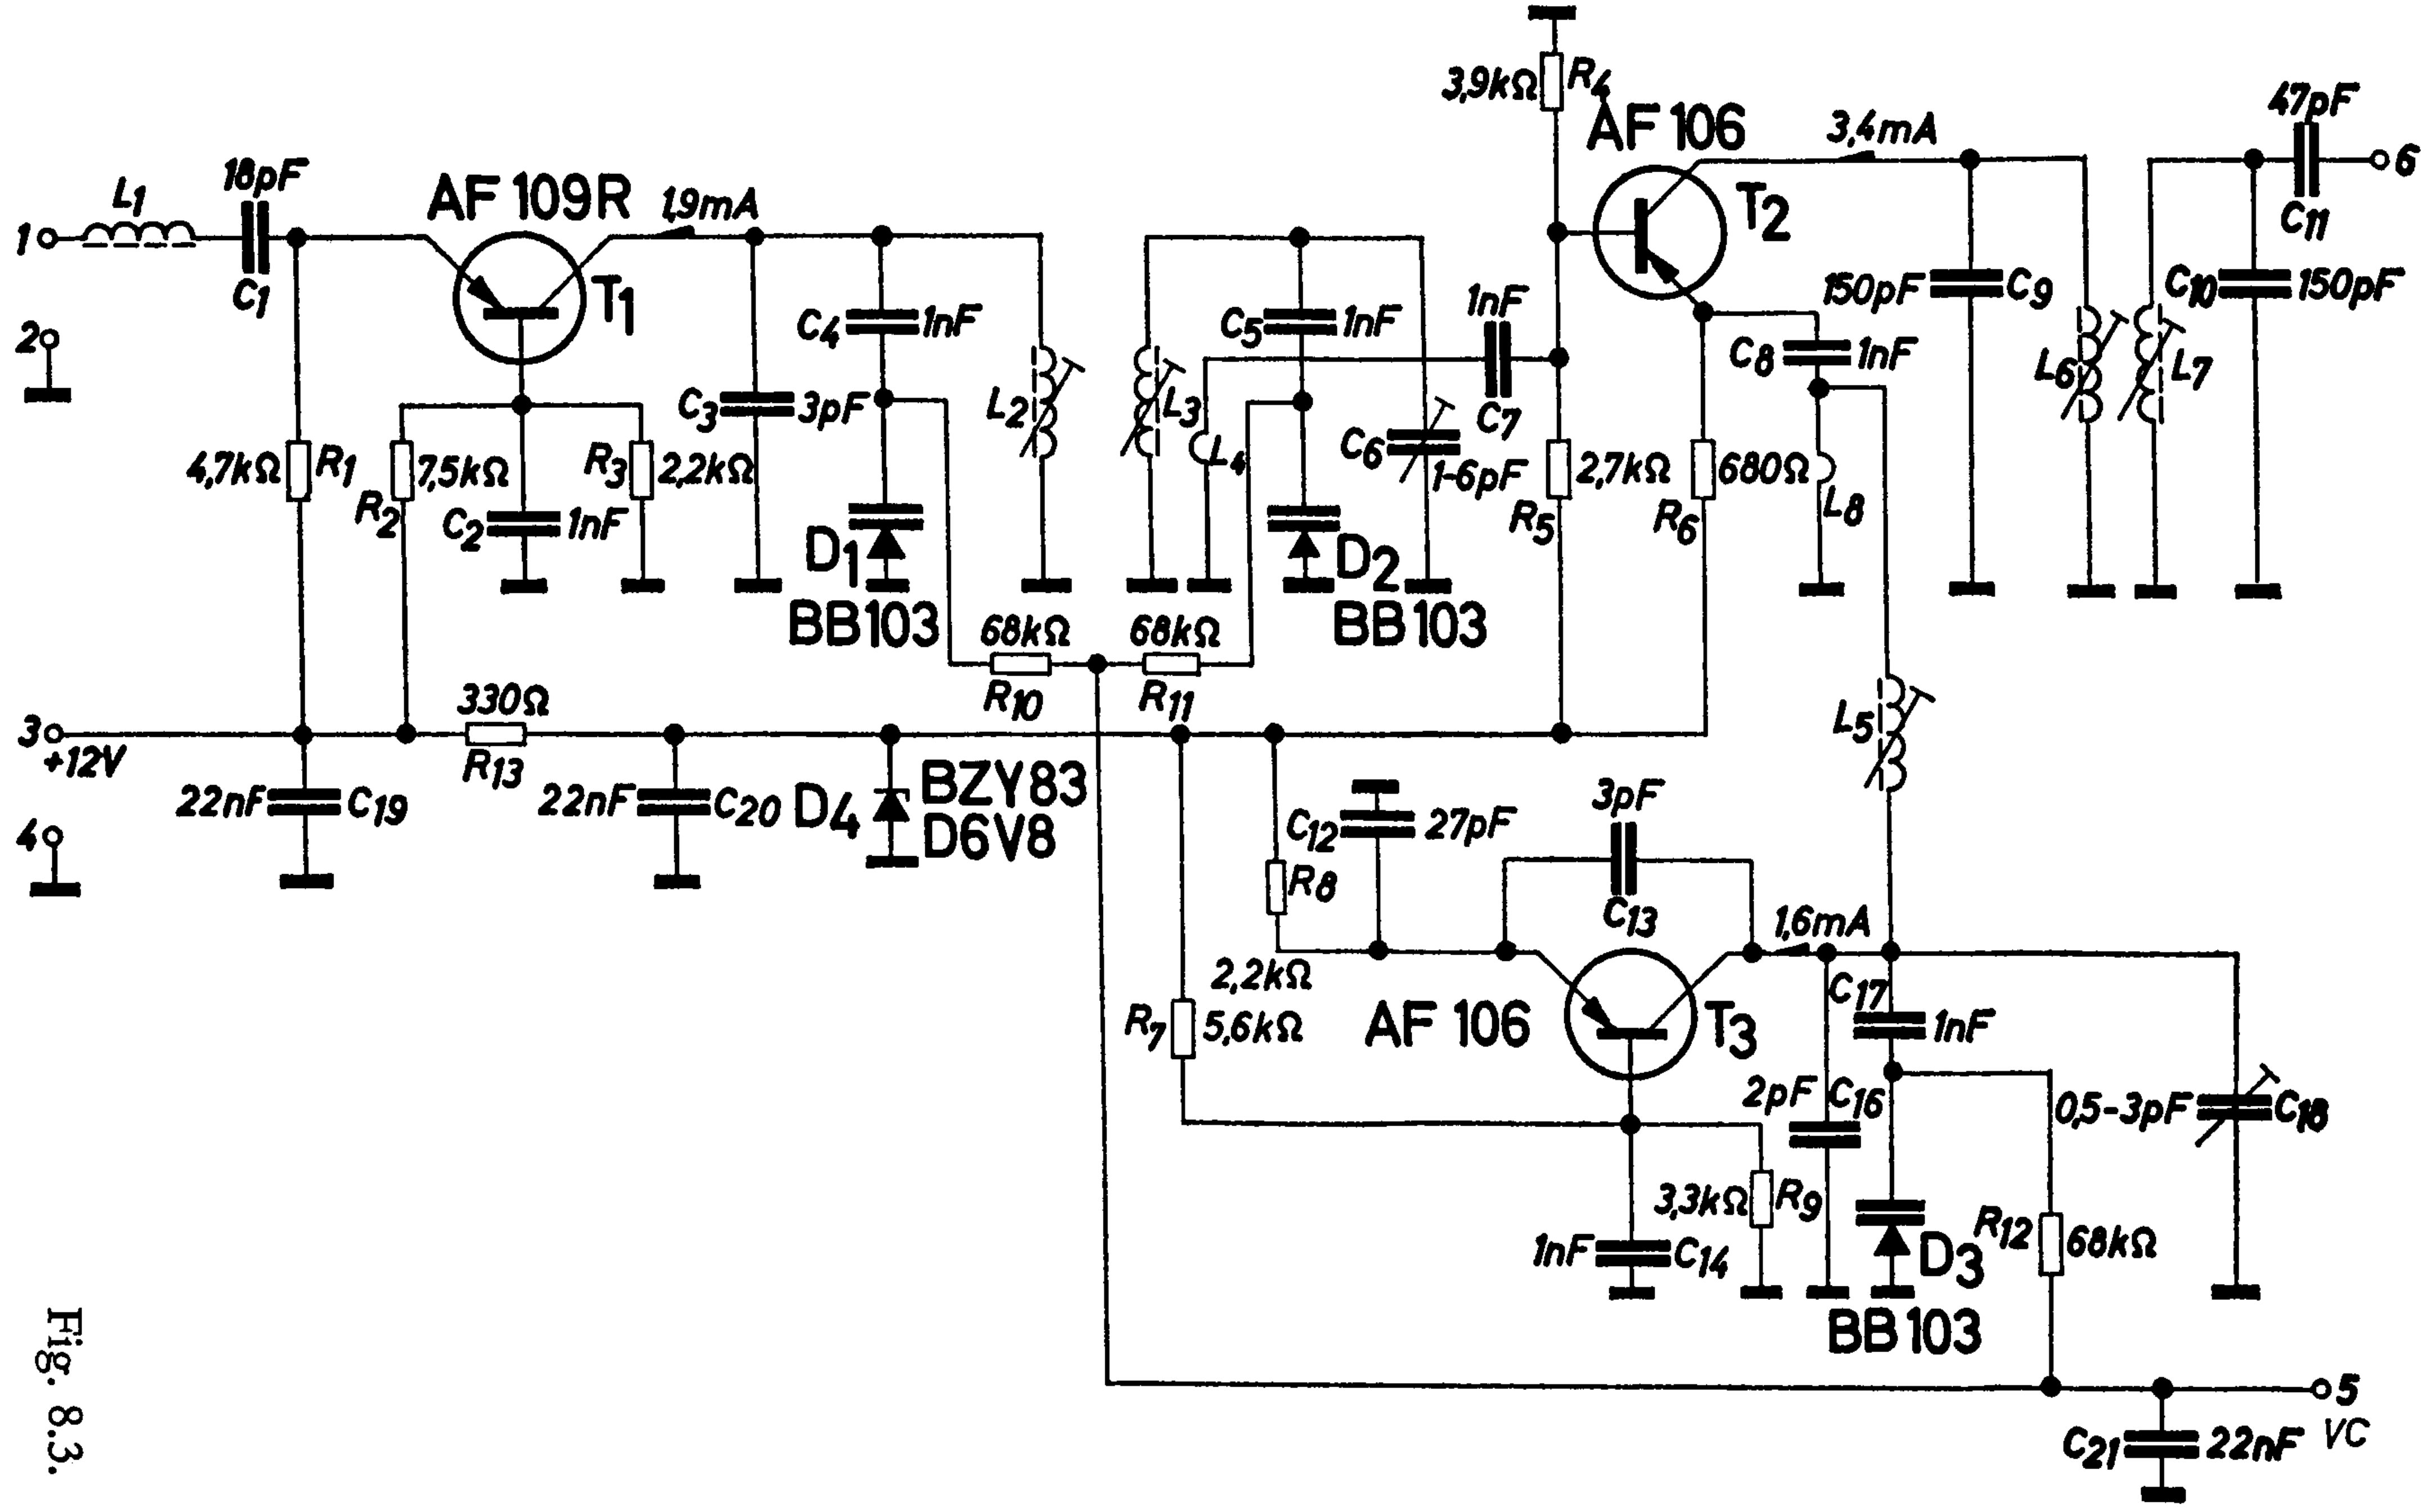 3,9kΩ R4
47pF
AF 106
3,4mA
18pF
L1
AF 109R
1,9mA
T2
6
C11
1
C1
T1
1nF
150pF C9
C10 150pF
2
C4 1nF
C5 1nF
C8 1nF
L6
L7
C3 3pF
L2
L3
C7
L4
C6
1-6pF
4,7kΩ R1
7,5kΩ
R2
R3 2,2kΩ
2,7kΩ
R5
680Ω
R6
L8
C2 1nF
D1
D2
BB103
BB103
68kΩ
68kΩ
R10
R11
330Ω
3
+12V
R13
L5
22nF C19
22nF C20
D4
BZY83
D6V8
4
C12 27pF
3pF
R8
C13
1,6mA
2,2kΩ
C17
1nF
R7 5,6kΩ
AF 106
T3
2pF C16
0,5-3pF C18
3,3kΩ R9
R12 68kΩ
1nF C14
D3
BB103
Fig. 8.3.
5
VC
C21 22nF